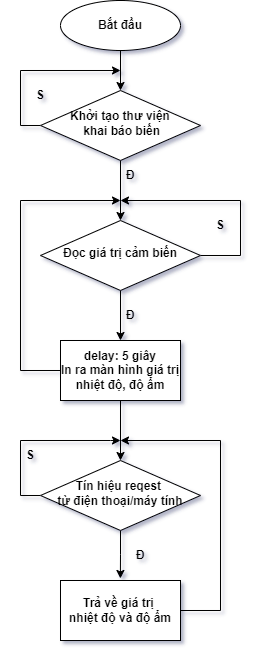 Bắt đầu
S
Khởi tạo thư viện
khai báo biến
Đ
S
Đọc giá trị cảm biến
Đ
delay: 5 giây
In ra màn hình giá trị
nhiệt độ, độ ẩm
S
Tín hiệu reqest
từ điện thoại/máy tính
Đ
Trả về giá trị
nhiệt độ và độ ẩm